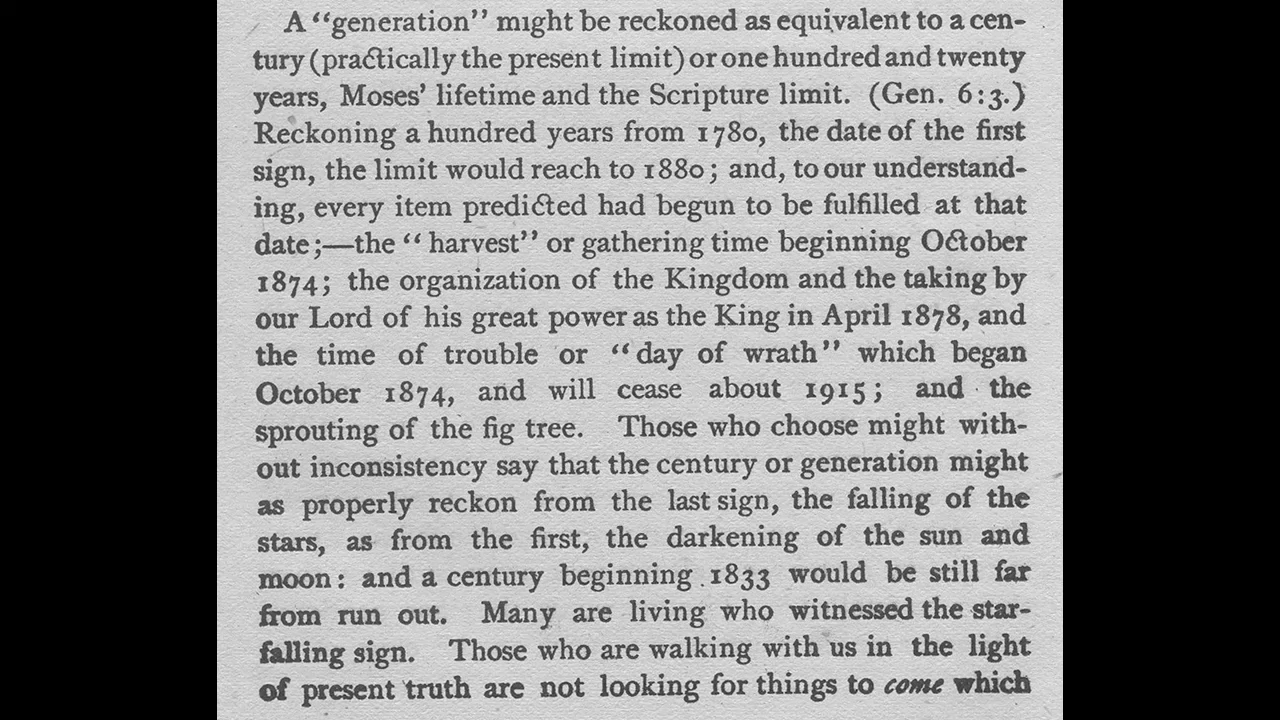 A “generation” might be reckoned as equivalent to a cen-
tury (practically the present limit) or one hundred and twenty
years, Moses’ lifetime and the Scripture limit. (Gen. 6:3.)
Reckoning a hundred years from 1780, the date of the first
sign, the limit would reach to 1880; and, to our understand-
ing, every item predicted had begun to be fulfilled at that
date;—the “harvest” or gathering time beginning October
1874; the organization of the Kingdom and the taking by
our Lord of his great power as the King in April 1878, and
the time of trouble or “day of wrath” which began
October 1874, and will cease about 1915; and the
sprouting of the fig tree. Those who choose might with-
out inconsistency say that the century or generation might
as properly reckon from the last sign, the falling of the
stars, as from the first, the darkening of the sun and
moon: and a century beginning 1833 would be still far
from run out. Many are living who witnessed the star-
falling sign. Those who are walking with us in the light
of present truth are not looking for things to come which